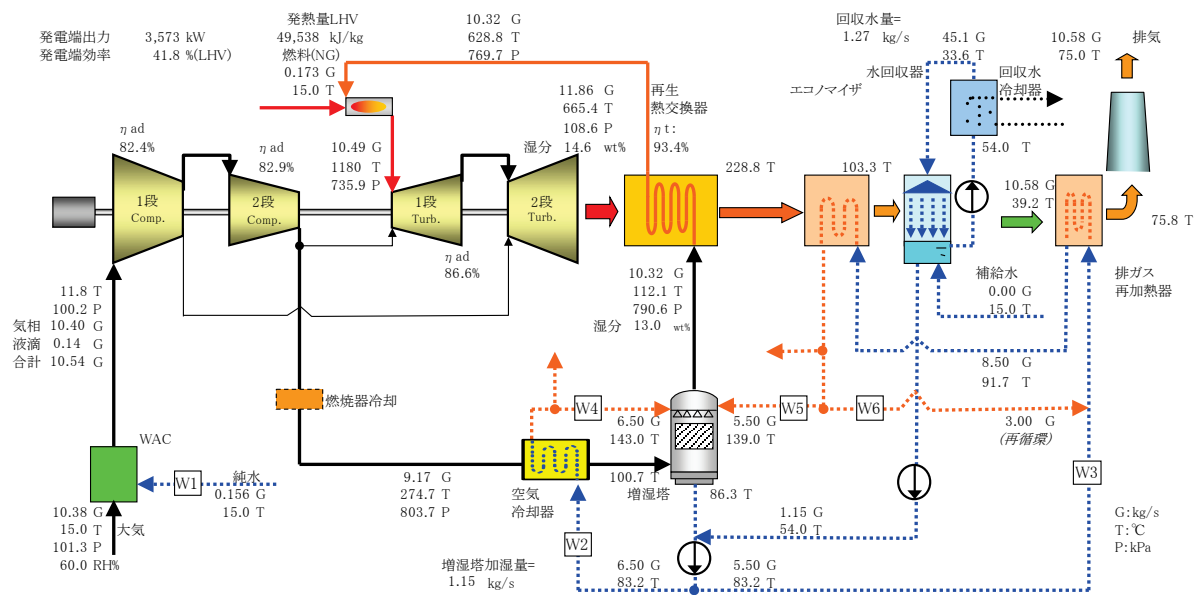 発電端出力 3,573 kW
発電端効率 41.8 %(LHV)
発熱量LHV
49,538 kJ/kg
燃料(NG)
0.173 G
15.0 T
10.32 G
628.8 T
769.7 P
回収水量=
1.27 kg/s
45.1 G
33.6 T
10.58 G
75.0 T
排気
水回収器
エコノマイザ
回収水
冷却器
54.0 T
11.86 G
665.4 T
108.6 P
湿分 14.6 wt%
再生
熱交換器
ηt:
93.4%
η ad
82.4%
η ad
82.9%
10.49 G
1180 T
735.9 P
228.8 T
103.3 T
10.58 G
39.2 T
75.8 T
1段
Comp.
2段
Comp.
1段
Turb.
2段
Turb.
η ad
86.6%
11.8 T
100.2 P
気相 10.40 G
液滴 0.14 G
合計 10.54 G
10.32 G
112.1 T
790.6 P
湿分 13.0 wt%
補給水
0.00 G
15.0 T
排ガス
再加熱器
8.50 G
91.7 T
燃焼器冷却
W4
6.50 G
143.0 T
W5
5.50 G
139.0 T
W6
3.00 G
(再循環)
WAC
W1
純水
0.156 G
15.0 T
10.38 G
15.0 T
101.3 P
60.0 RH%
大気
9.17 G
274.7 T
803.7 P
空気
冷却器
100.7 T
増湿塔
86.3 T
W3
1.15 G
54.0 T
W2
増湿塔加湿量=
1.15 kg/s
6.50 G
83.2 T
5.50 G
83.2 T
G:kg/s
T:℃
P:kPa